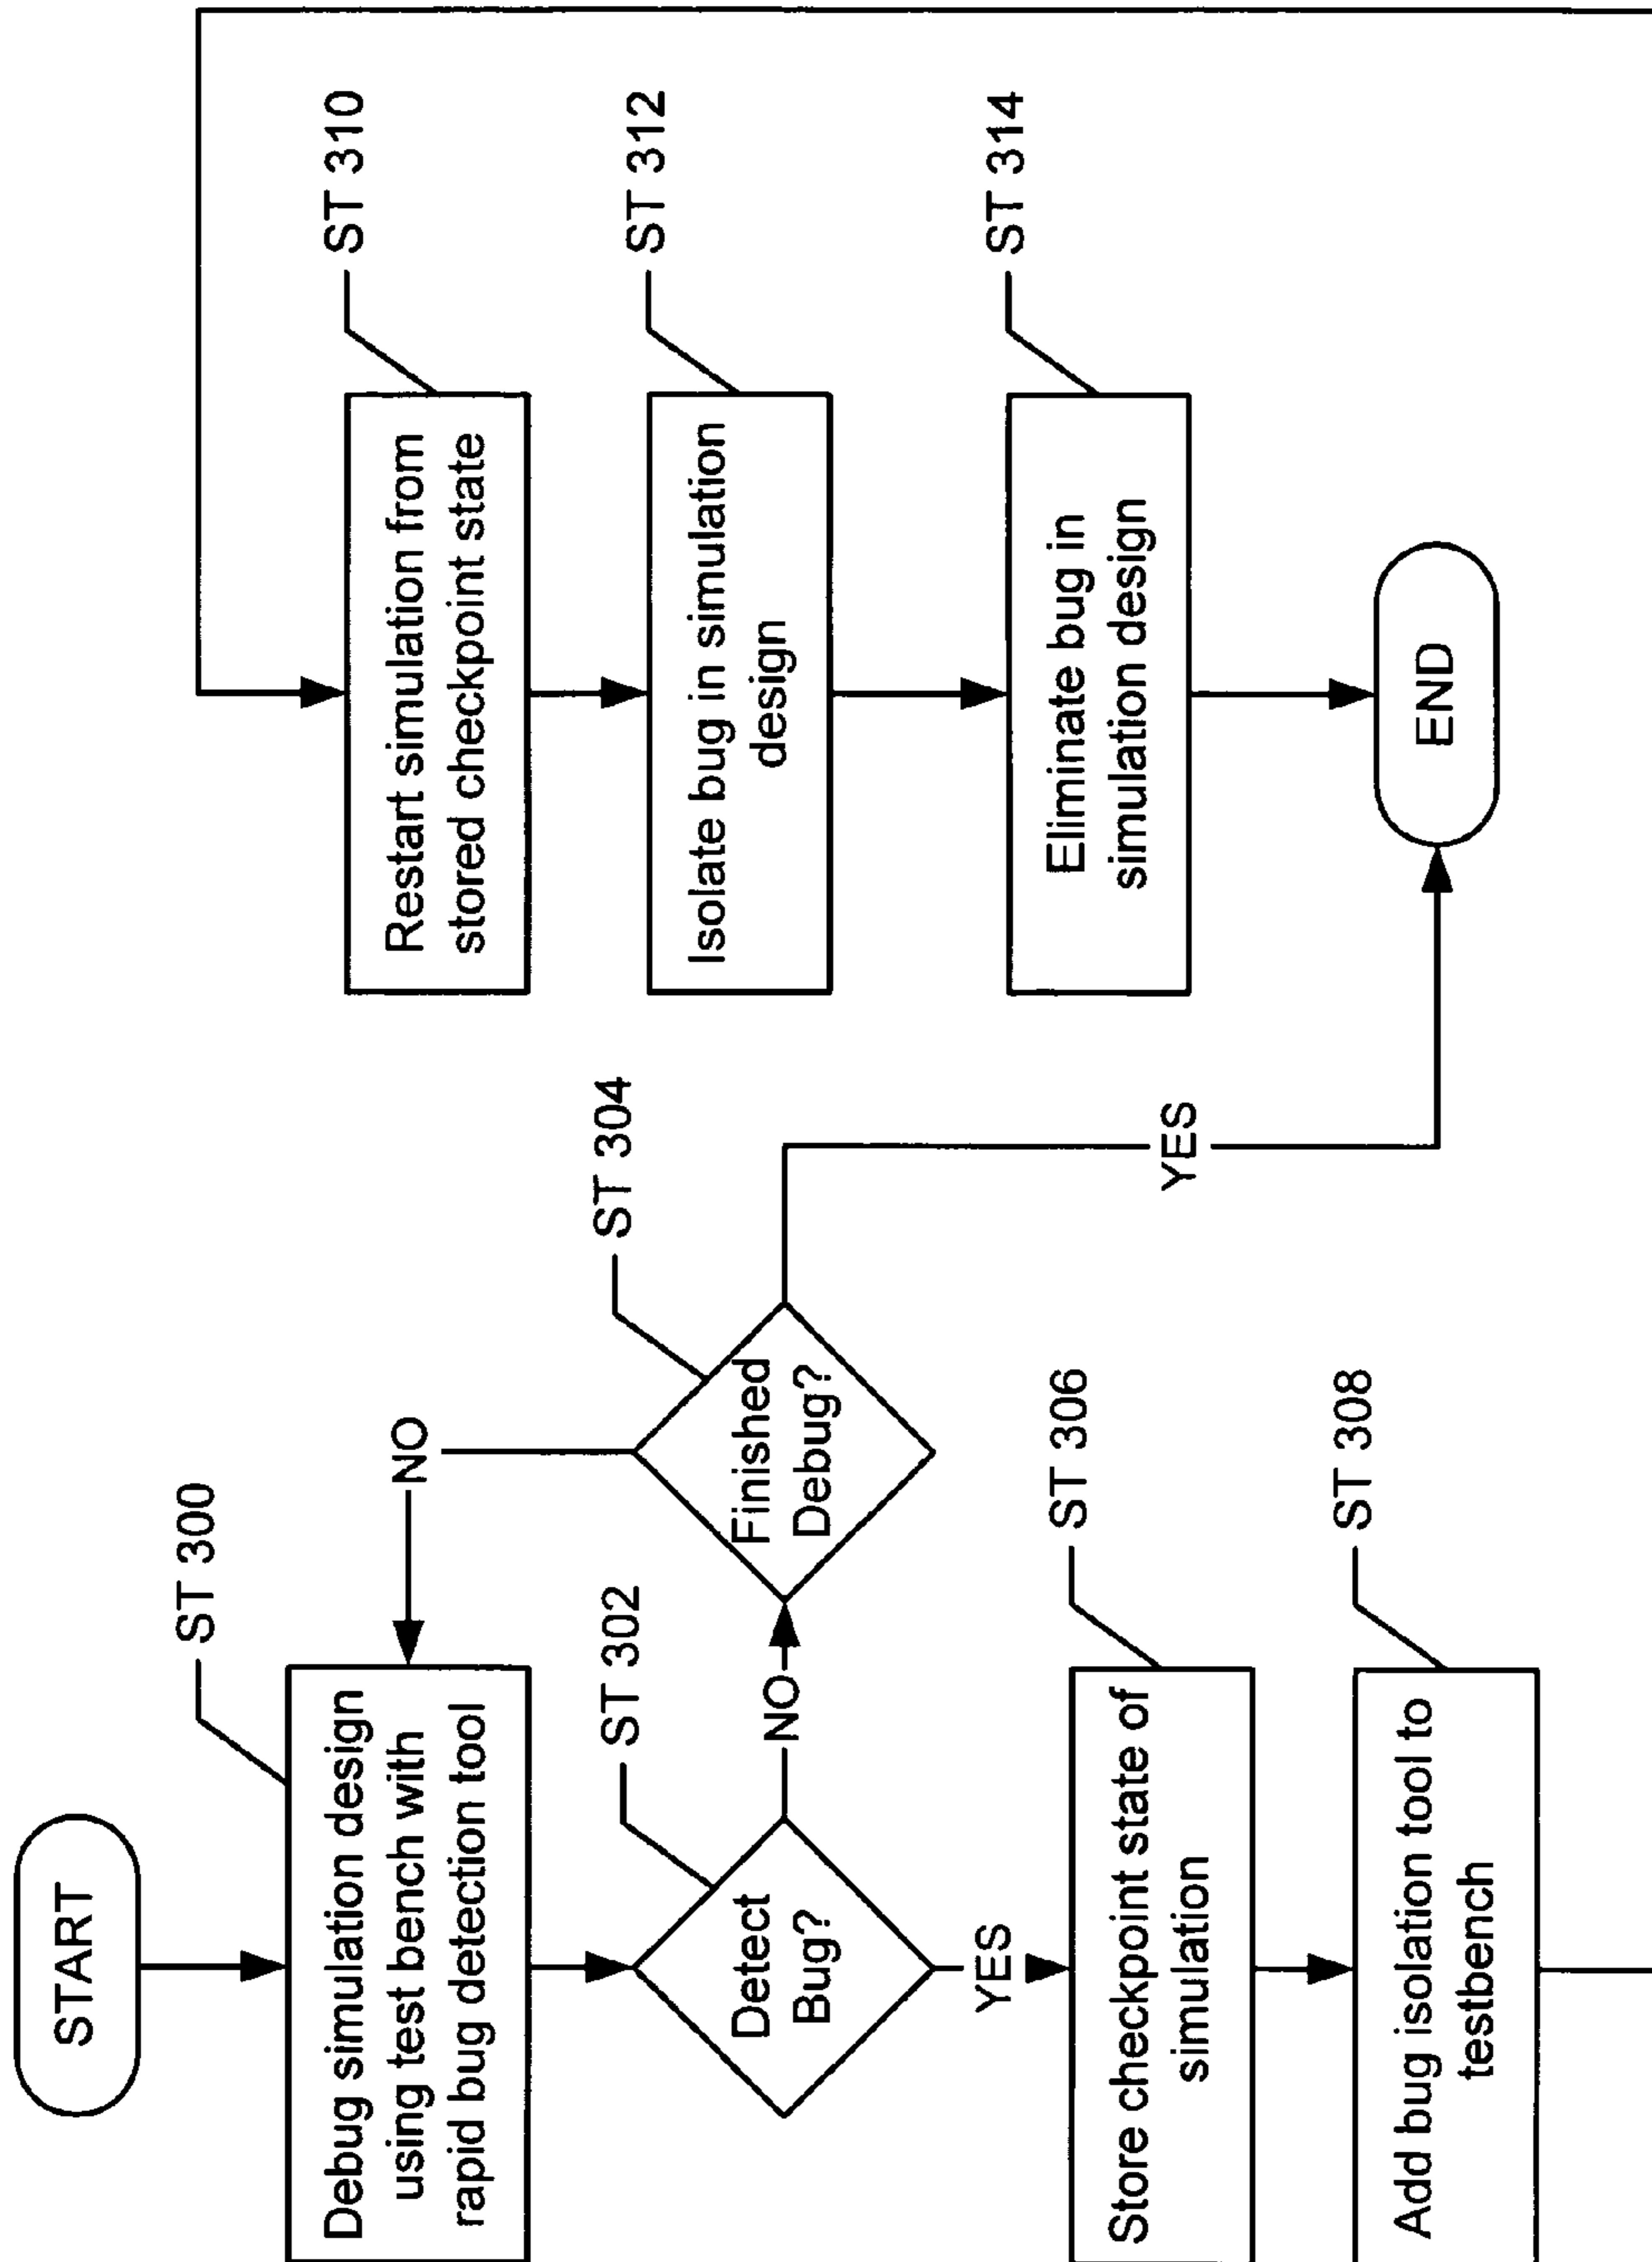 START
ST 300
Debug simulation design
using test bench with
rapid bug detection tool
NO
ST 302
Detect
Bug?
NO
ST 304
Finished
Debug?
YES
YES
ST 306
Store checkpoint state of
simulation
ST 308
Add bug isolation tool to
testbench
ST 310
Restart simulation from
stored checkpoint state
ST 312
Isolate bug in simulation
design
ST 314
Eliminate bug in
simulation design
END